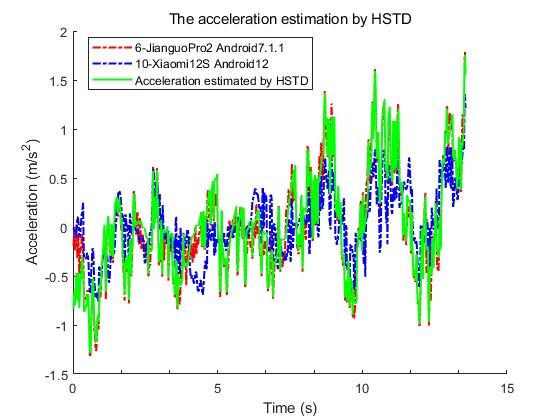 The acceleration estimation by HSTD
2
1.5
1
0.5
0
-0.5
-1
-1.5
Acceleration (m/s²)
6-JianguoPro2 Android7.1.1
10-Xiaomi12S Android12
Acceleration estimated by HSTD
0
5
10
15
Time (s)